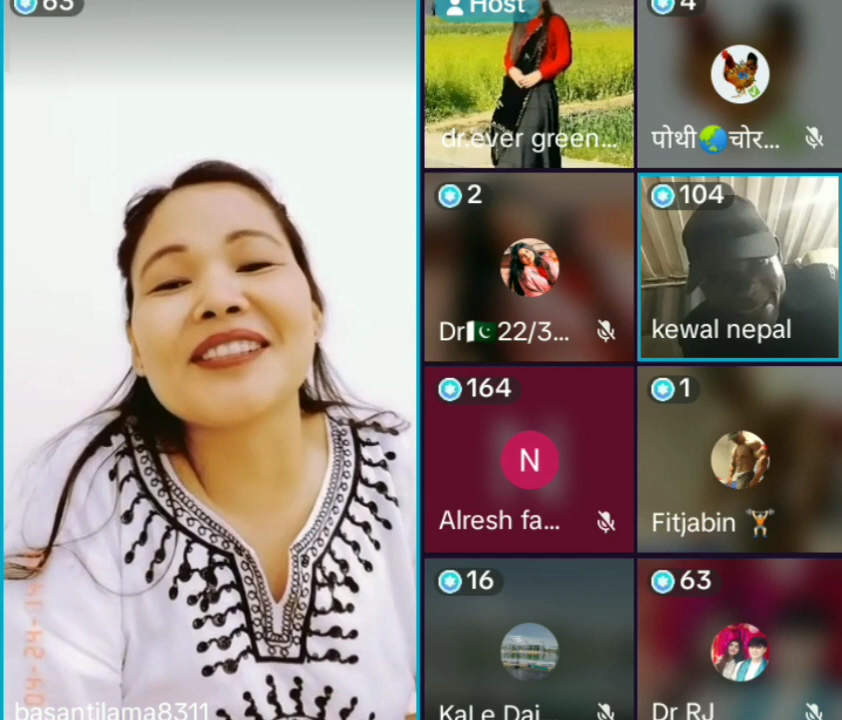 63
Host
dr.ever green...
4
पोथी🌏चोर...
2
Dr🇵🇰22/3...
104
kewal nepal
164
N
Alresh fa...
1
Fitjabin 🏋️
16
KaLe Dai...
63
Dr RJ
basantilama8311